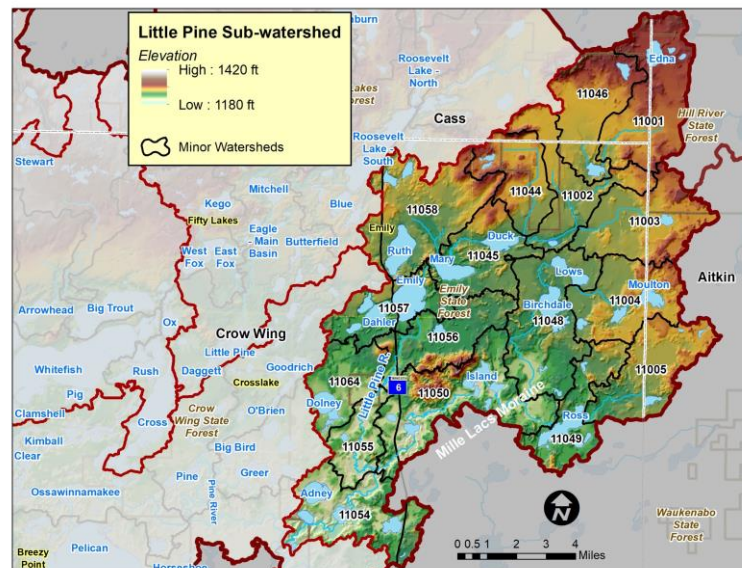 Little Pine Sub-watershed
Elevation
High : 1420 ft
Low : 1180 ft
Minor Watersheds
Roosevelt
Lake -
North
Cass
Edna
11046
11001
Hill River
State
Forest
Stewart
Roosevelt
Lake -
South
Mitchell
Kego
Blue
Fifty Lakes
Eagle -
Main
Basin
Butterfield
West
Fox
East
Fox
11044
11002
11058
11003
Emily
Ruth
Duck
Mary
11045
Lows
Aitkin
Emily
Emily
State
Forest
Moulton
Birchdale
11004
11057
Dahler
11056
11048
Arrowhead
Big Trout
Ox
Crow Wing
Little Pine
Whitefish
Rush
Daggett
Goodrich
Pig
Crosslake
11064
Little Pine R.
6
11050
Island
11005
Mille Lacs Moraine
Clamshell
Cross
Crow
Wing State
Forest
O'Brien
Dolney
Ross
11049
Kimball
Clear
Big Bird
11055
Pine
Greer
Ossawinnamakee
Pine
River
Adney
11054
N
Waukenabo
State
Forest
Breezy
Point
Pelican
0 0.5 1 2 3 4
Miles